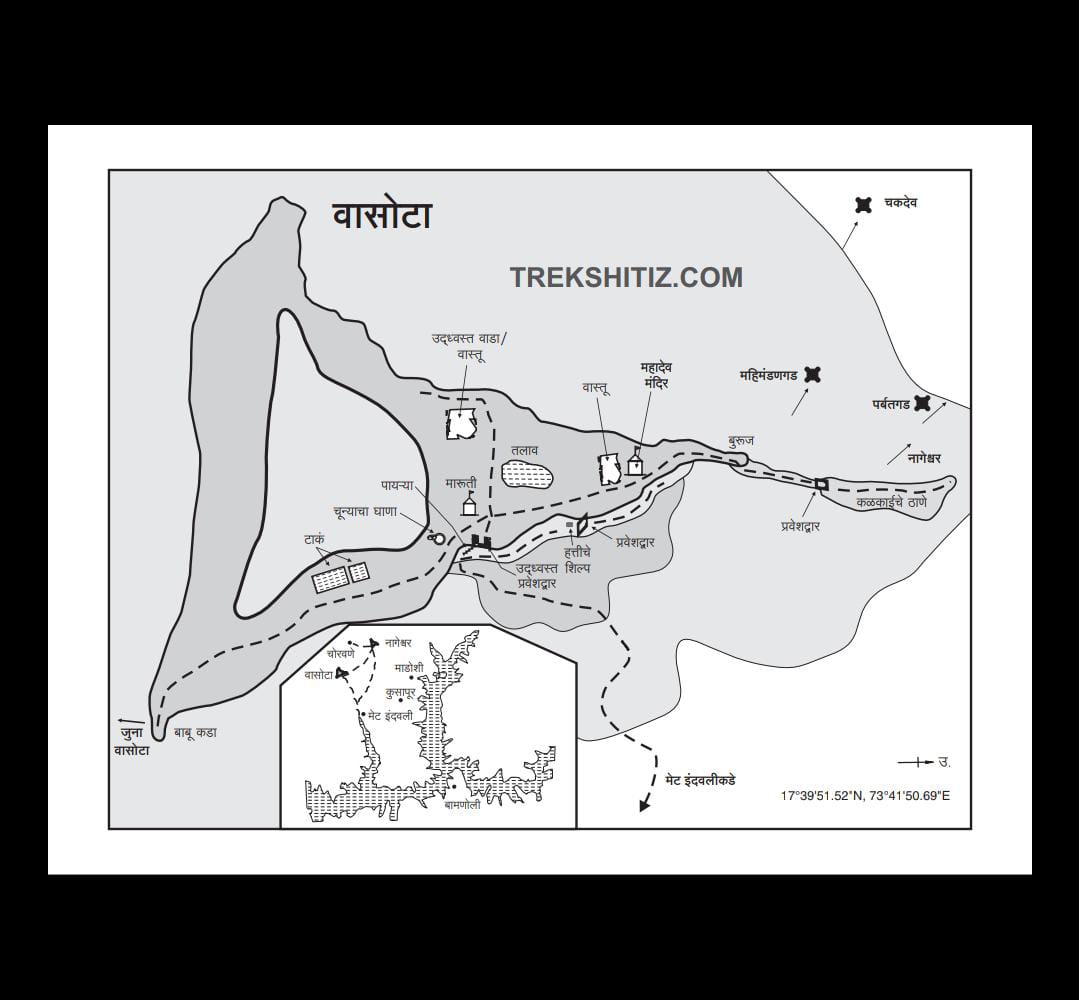 वासोटा
चकदेव
TREKSHITIZ.COM
उद्ध्वस्त वाडा/
वास्तू
महादेव
मंदिर
महिमंडणगड
वास्तू
पर्बतगड
बुरूज
तलाव
नागेश्वर
पायऱ्या
मारूती
कळकाईचे ठाणे
चून्याचा घाणा
प्रवेशद्वार
टाकं
प्रवेशद्वार
हत्तीचे
शिल्प
उद्ध्वस्त
प्रवेशद्वार
नागेश्वर
चोरवणे
वासोटा
माडोशी
कुसापूर
मेट इंदवली
जुना
वासोटा
बाबू कडा
उ.
मेट इंदवलीकडे
17°39'51.52"N, 73°41'50.69"E
बामणोली